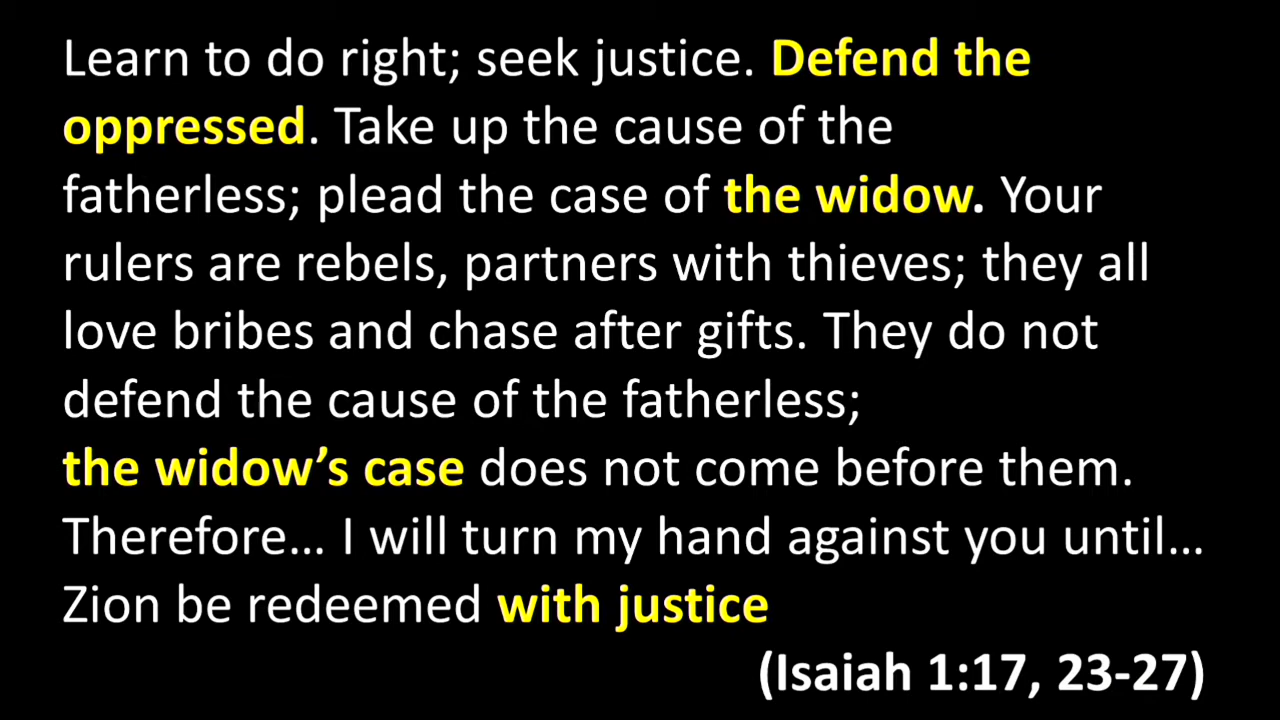 Learn to do right; seek justice. Defend the
oppressed. Take up the cause of the
fatherless; plead the case of the widow. Your
rulers are rebels, partners with thieves; they all
love bribes and chase after gifts. They do not
defend the cause of the fatherless;
the widow’s case does not come before them.
Therefore… I will turn my hand against you until…
Zion be redeemed with justice
(Isaiah 1:17, 23-27)